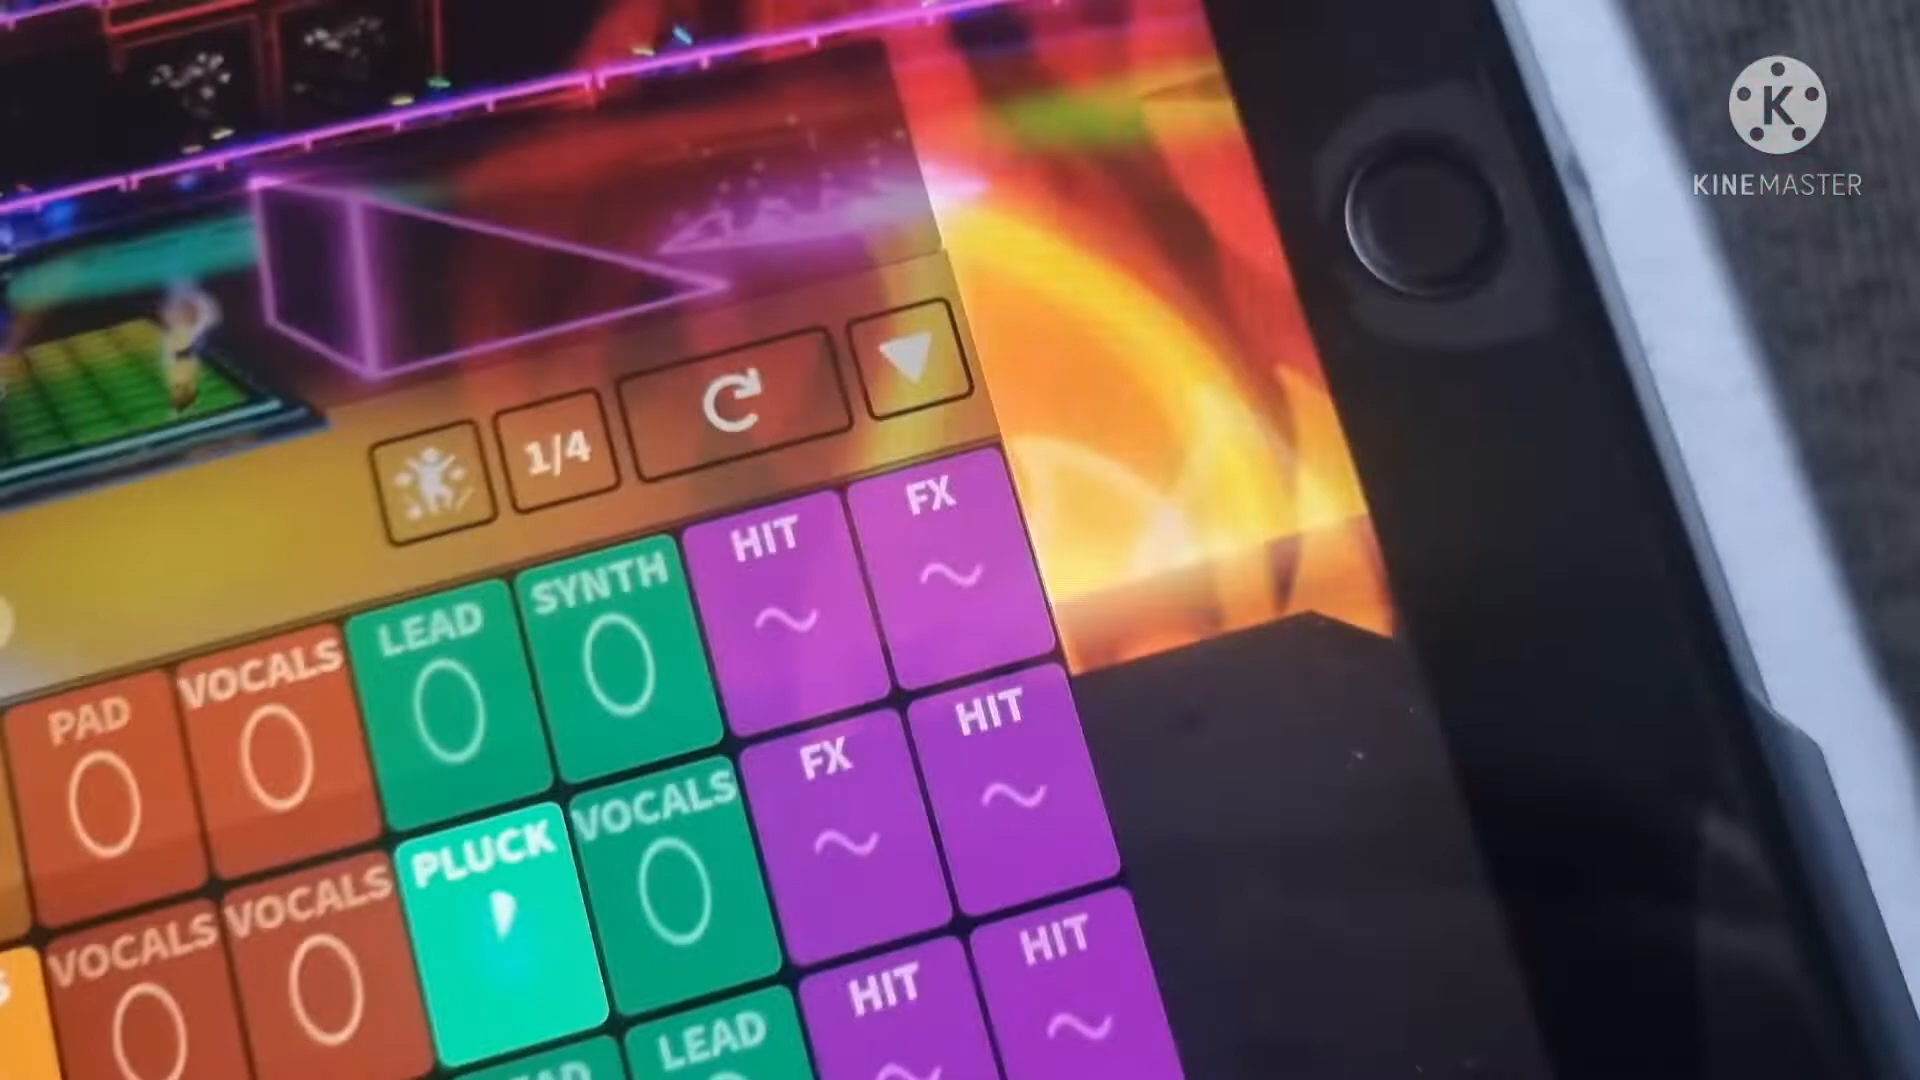 K
KINEMASTER
1/4
FX
HIT
SYNTH
LEAD
VOCALS
PAD
HIT
FX
VOCALS
PLUCK
VOCALS
VOCALS
HIT
HIT
LEAD